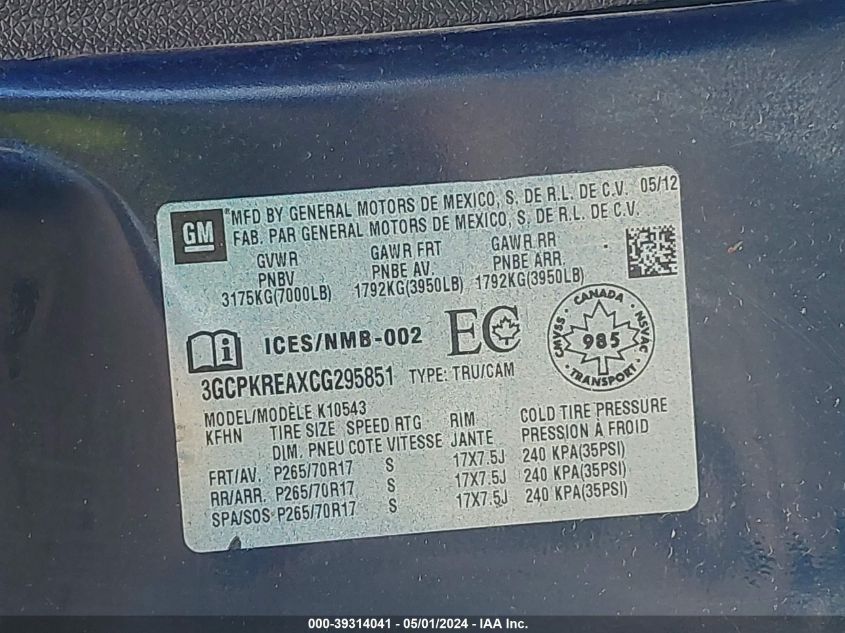 GM
MFD BY GENERAL MOTORS DE MEXICO, S. DE R.L. DE C.V. 05/12
FAB. PAR GENERAL MOTORS DE MEXICO, S. DE R.L. DE C.V.
GVWR GAWR FRT GAWR RR
PNBV PNBE AV. PNBE ARR.
3175KG(7000LB) 1792KG(3950LB) 1792KG(3950LB)
ICES/NMB-002 EC
CANADA
CMVSS 985 NSVAC
TRANSPORT
3GCPKREAXCG295851 TYPE: TRU/CAM
MODEL/MODÈLE K10543
KFHN TIRE SIZE SPEED RTG RIM COLD TIRE PRESSURE
DIM. PNEU COTE VITESSE JANTE PRESSION À FROID
FRT/AV. P265/70R17 S 17X7.5J 240 KPA(35PSI)
RR/ARR. P265/70R17 S 17X7.5J 240 KPA(35PSI)
SPA/SOS P265/70R17 S 17X7.5J 240 KPA(35PSI)
000-39314041 - 05/01/2024 - IAA Inc.